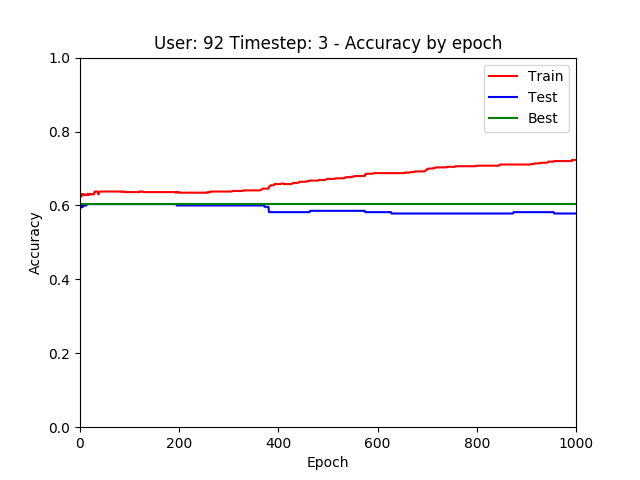 User: 92 Timestep: 3 - Accuracy by epoch
1.0
0.8
0.6
0.4
0.2
0.0
Accuracy
Train
Test
Best
0 200 400 600 800 1000
Epoch